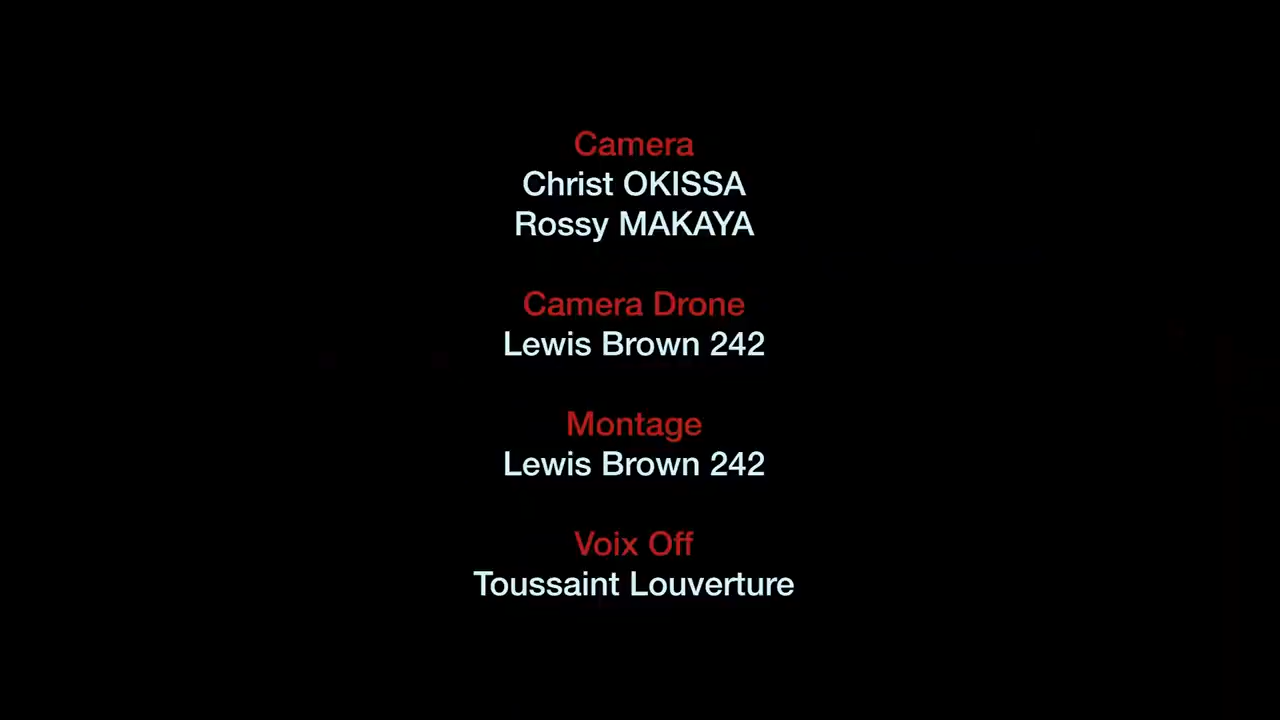 Camera
Christ OKISSA
Rossy MAKAYA
Camera Drone
Lewis Brown 242
Montage
Lewis Brown 242
Voix Off
Toussaint Louverture